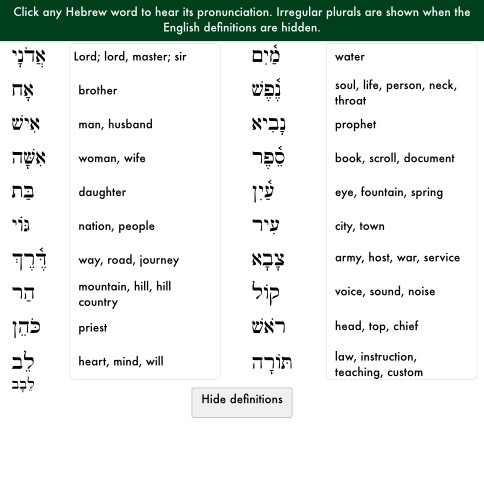 Click any Hebrew word to hear its pronunciation. Irregular plurals are shown when the
English definitions are hidden.
אֲדֹנָי Lord; lord, master; sir
אָח brother
אִישׁ man, husband
אִשָּׁה woman, wife
בַּת daughter
גּוֹי nation, people
דֶּ֫רֶךְ way, road, journey
הַר mountain, hill, hill
country
כֹּהֵן priest
לֵב heart, mind, will
לֵבָב
מַ֫יִם water
נֶ֫פֶשׁ soul, life, person, neck,
throat
נָבִיא prophet
סֵ֫פֶר book, scroll, document
עַ֫יִן eye, fountain, spring
עִיר city, town
צָבָא army, host, war, service
קוֹל voice, sound, noise
רֹאשׁ head, top, chief
תּוֹרָה law, instruction,
teaching, custom
Hide definitions